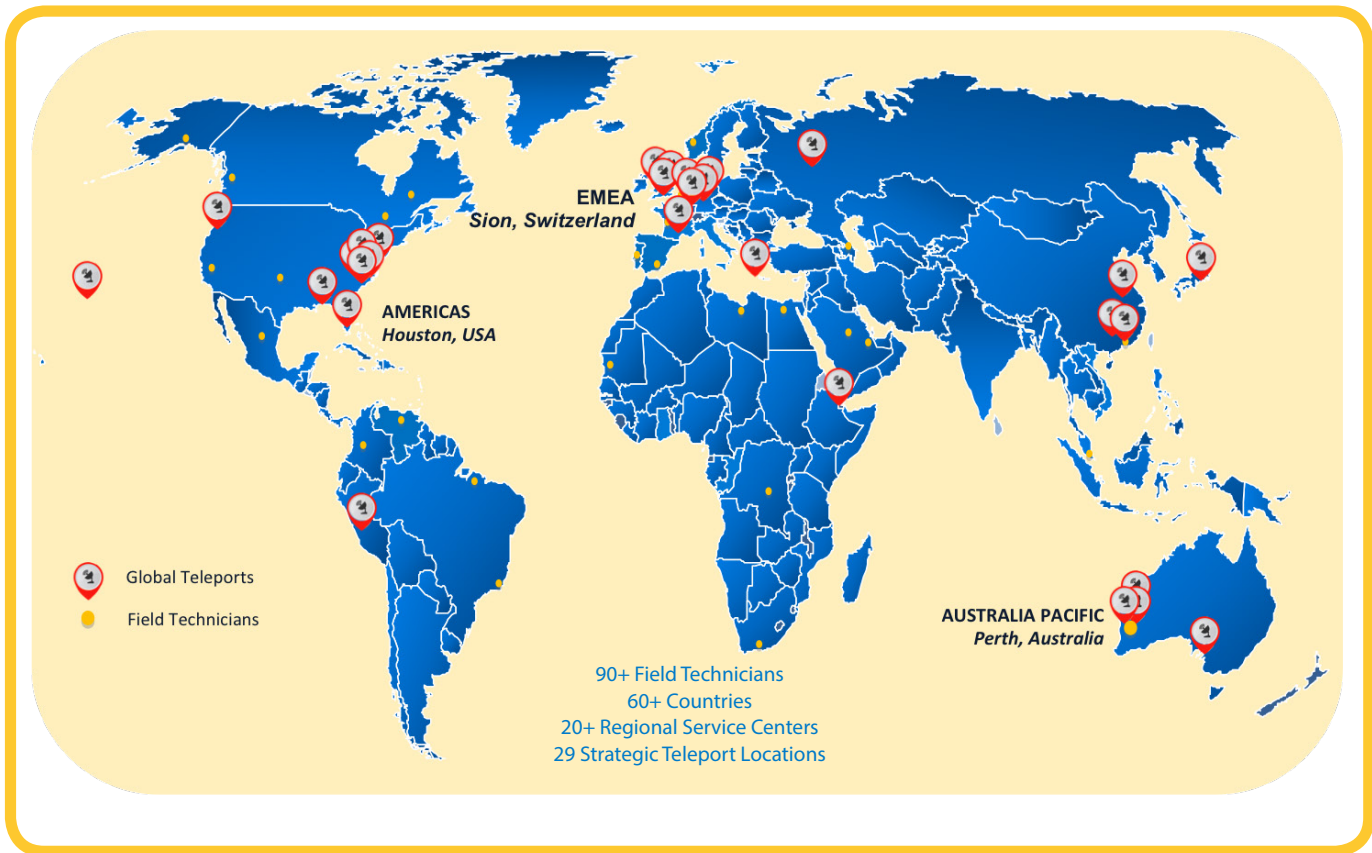 EMEA
Sion, Switzerland
AMERICAS
Houston, USA
Global Teleports
Field Technicians
AUSTRALIA PACIFIC
Perth, Australia
90+ Field Technicians
60+ Countries
20+ Regional Service Centers
29 Strategic Teleport Locations